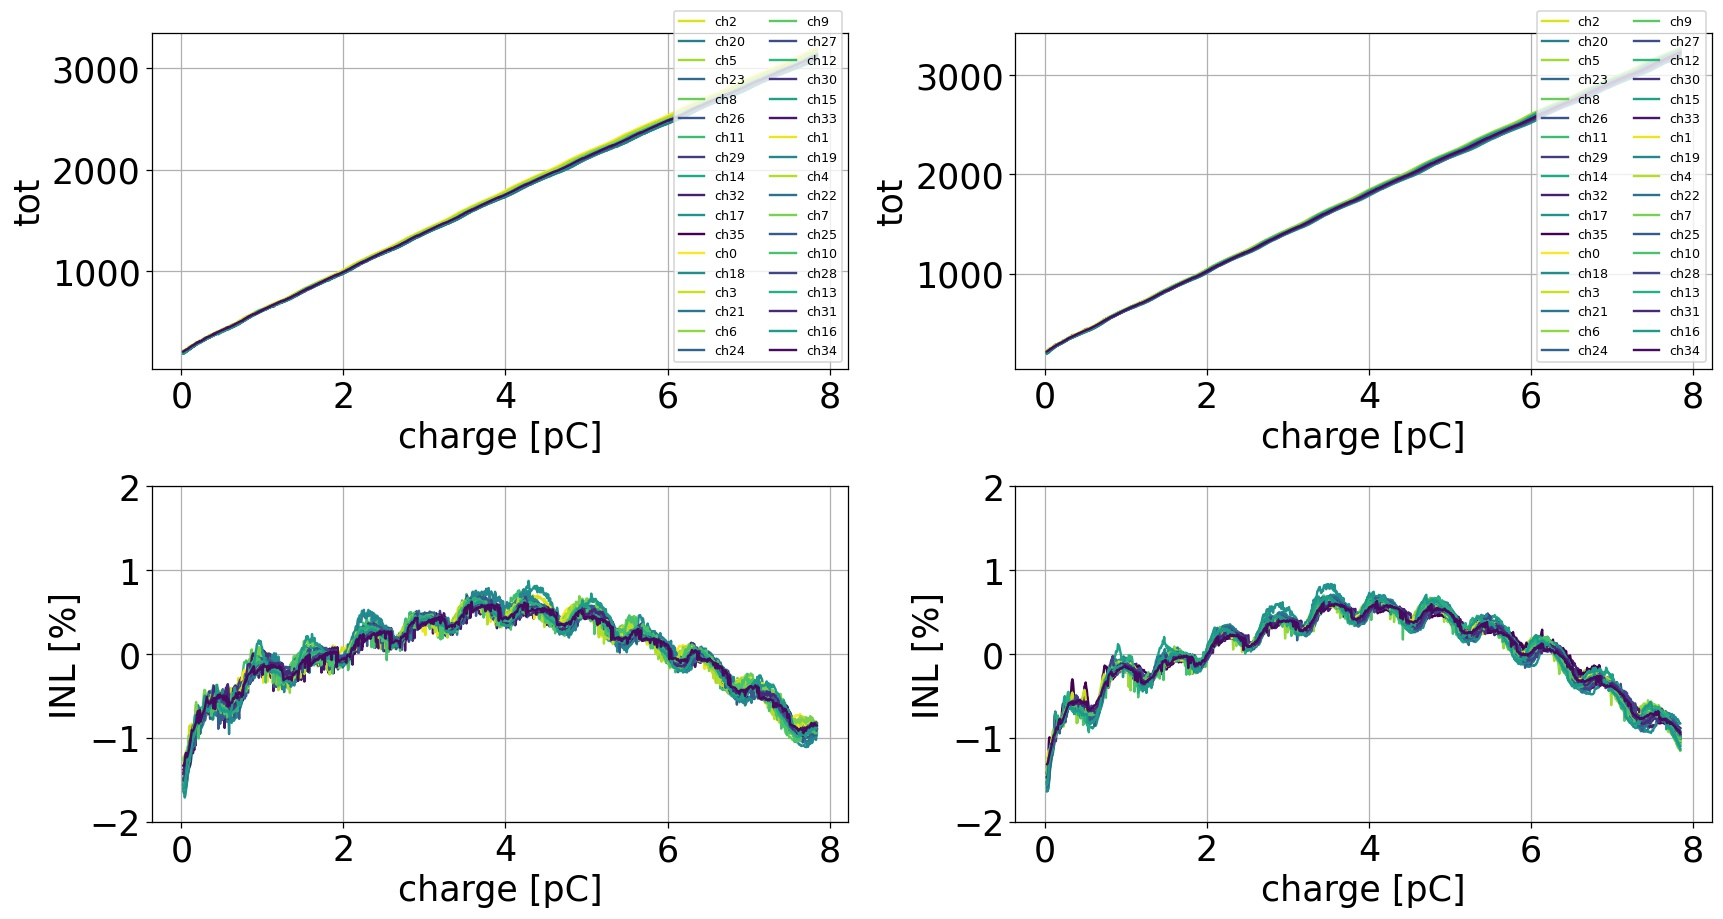 3000
2000
1000
tot
0 2 4 6 8
charge [pC]
ch2 ch9
ch20 ch27
ch5 ch12
ch23 ch30
ch8 ch15
ch26 ch33
ch11 ch1
ch29 ch19
ch14 ch4
ch32 ch22
ch17 ch7
ch35 ch25
ch0 ch10
ch18 ch28
ch3 ch13
ch21 ch31
ch6 ch16
ch24 ch34
3000
2000
1000
tot
0 2 4 6 8
charge [pC]
ch2 ch9
ch20 ch27
ch5 ch12
ch23 ch30
ch8 ch15
ch26 ch33
ch11 ch1
ch29 ch19
ch14 ch4
ch32 ch22
ch17 ch7
ch35 ch25
ch0 ch10
ch18 ch28
ch3 ch13
ch21 ch31
ch6 ch16
ch24 ch34
2
1
0
−1
−2
INL [%]
0 2 4 6 8
charge [pC]
2
1
0
−1
−2
INL [%]
0 2 4 6 8
charge [pC]